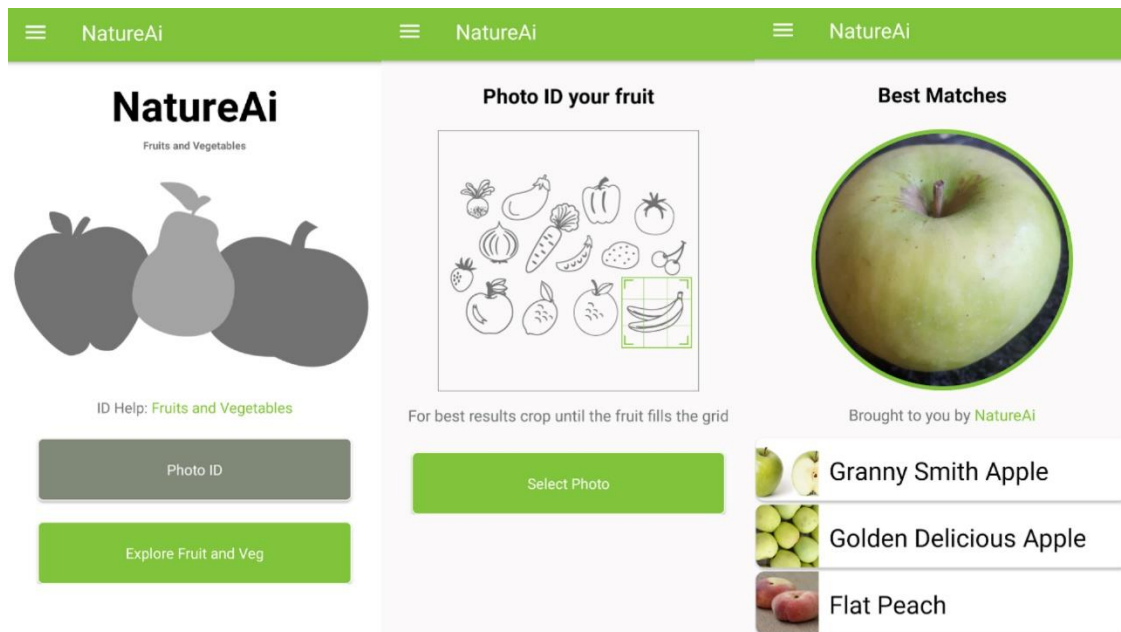 NatureAi
NatureAi
Fruits and Vegetables
ID Help: Fruits and Vegetables
Photo ID
Explore Fruit and Veg
NatureAi
Photo ID your fruit
For best results crop until the fruit fills the grid
Select Photo
NatureAi
Best Matches
Brought to you by NatureAi
Granny Smith Apple
Golden Delicious Apple
Flat Peach